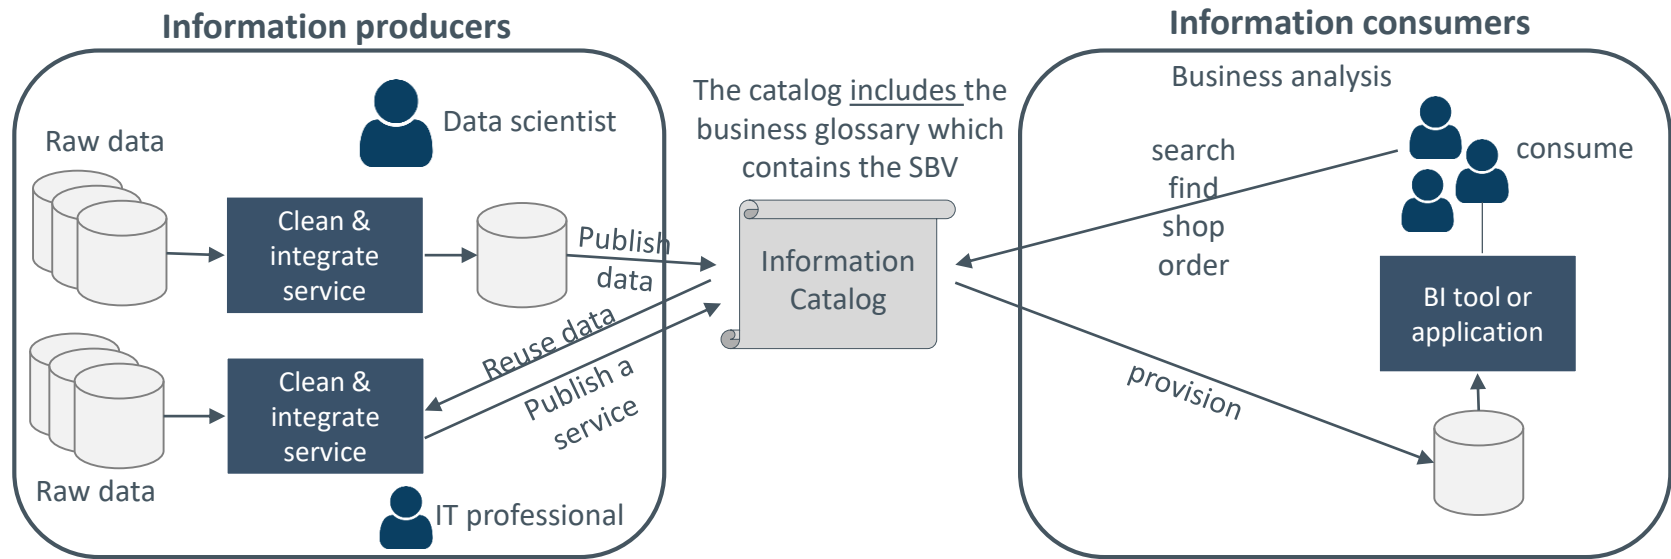 Information producers
Information consumers
Data scientist
Raw data
Clean &
integrate
service
Publish
data
Reuse data
Publish a
service
Clean &
integrate
service
Raw data
IT professional
The catalog includes the
business glossary which
contains the SBV
Information
Catalog
Business analysis
search
find
shop
order
consume
BI tool or
application
provision